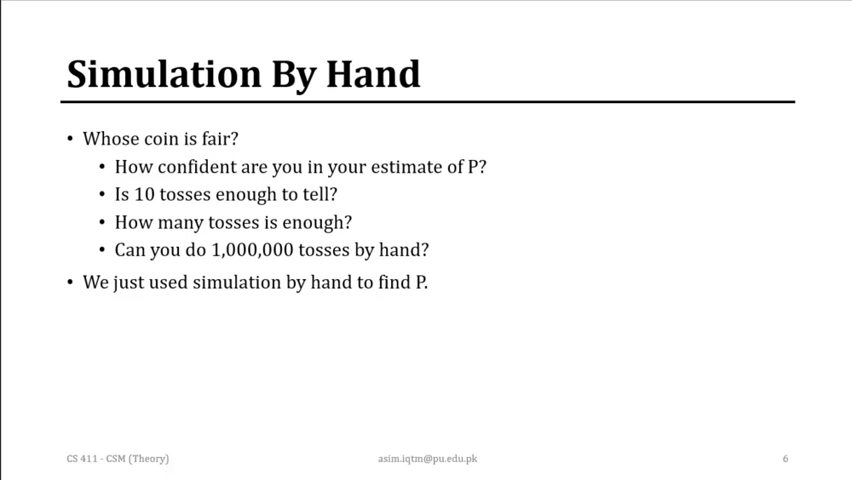 Simulation By Hand
• Whose coin is fair?
• How confident are you in your estimate of P?
• Is 10 tosses enough to tell?
• How many tosses is enough?
• Can you do 1,000,000 tosses by hand?
• We just used simulation by hand to find P.
CS 411 - CSM (Theory)
asim.iqtm@pu.edu.pk
6